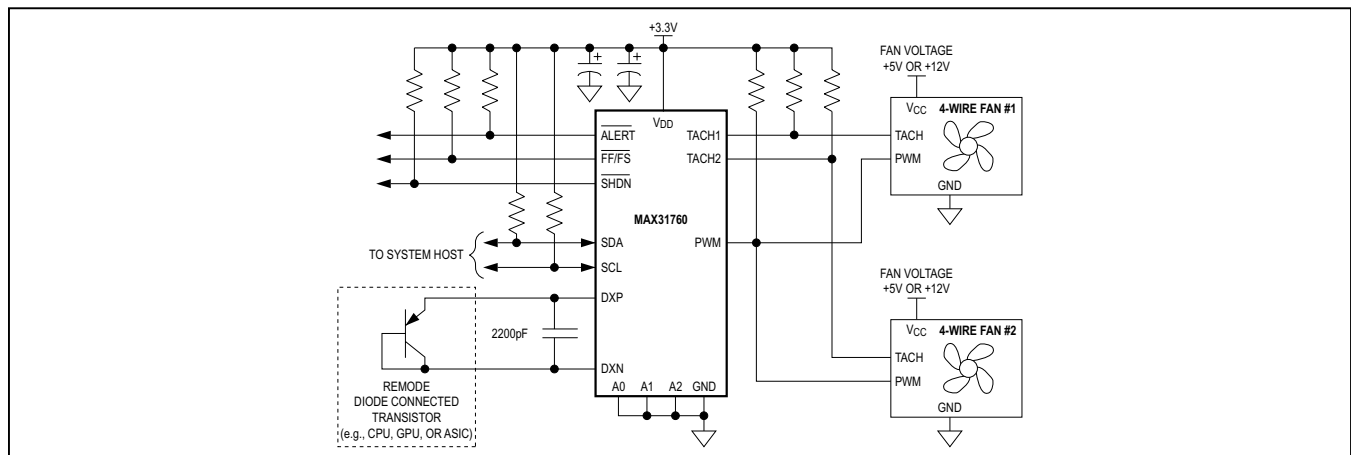 +3.3V
FAN VOLTAGE
+5V OR +12V
VCC
4-WIRE FAN #1
TACH
PWM
GND
VDD
ALERT
FF/FS
SHDN
TACH1
TACH2
MAX31760
PWM
TO SYSTEM HOST
SDA
SCL
DXP
DXN
2200pF
A0 A1 A2 GND
REMODE
DIODE CONNECTED
TRANSISTOR
(e.g., CPU, GPU, OR ASIC)
FAN VOLTAGE
+5V OR +12V
VCC
4-WIRE FAN #2
TACH
PWM
GND
+
+